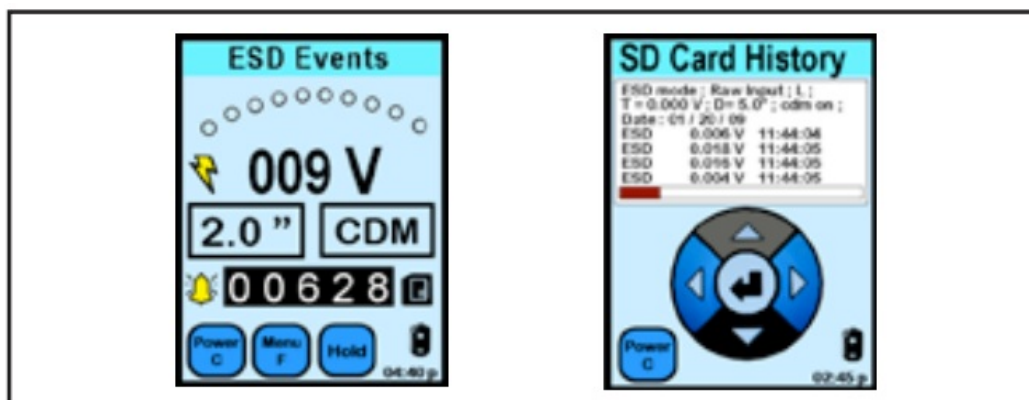 ESD Events
009 V
2.0 ” CDM
00628
Power C
Menu F
Hold
04:40 p
SD Card History
ESD mode ; Raw Input ; L ;
T = 0.000 V ; D= 5.0" ; cdm on ;
Date : 01 / 20 / 09
ESD 0.006 V 11:44:04
ESD 0.018 V 11:44:05
ESD 0.016 V 11:44:05
ESD 0.004 V 11:44:05
Power C
02:45 p